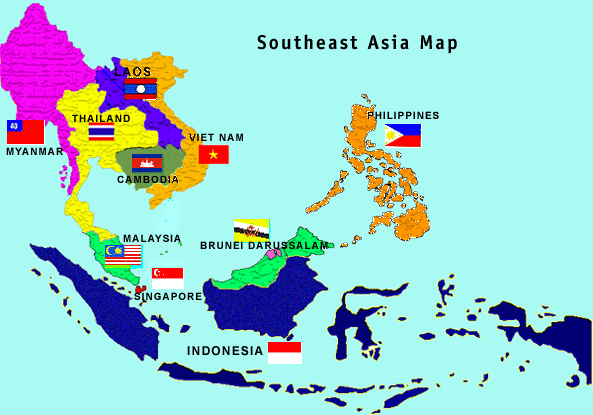 Southeast Asia Map
LAOS
THAILAND
PHILIPPINES
VIET NAM
MYANMAR
CAMBODIA
MALAYSIA
BRUNEI DARUSSALAM
SINGAPORE
INDONESIA